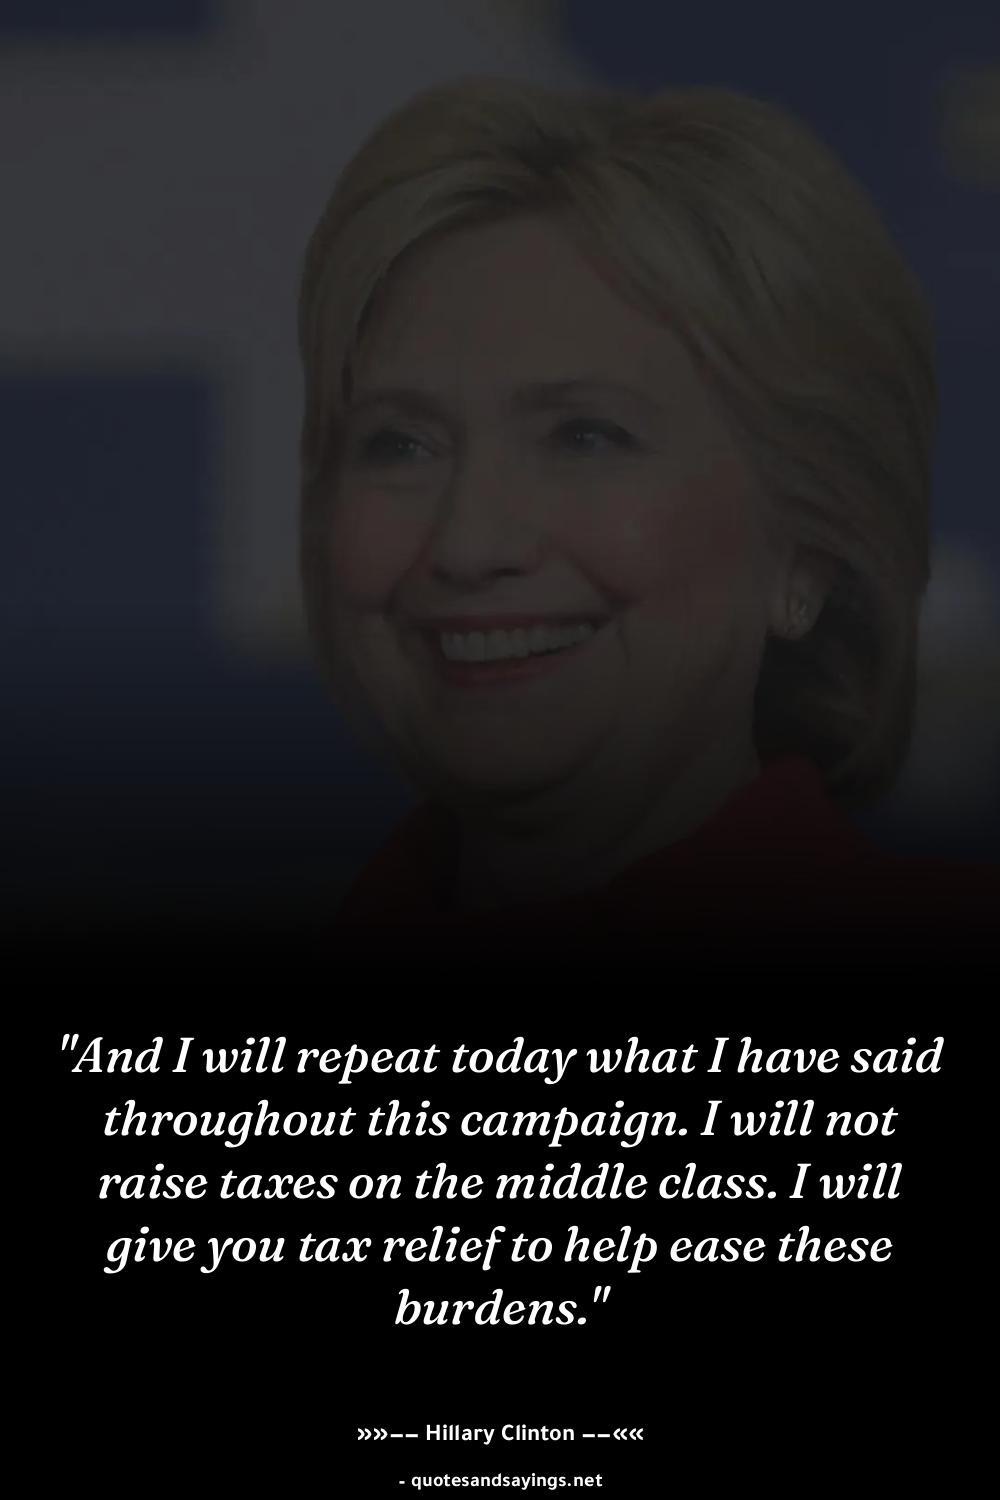 "And I will repeat today what I have said
throughout this campaign. I will not
raise taxes on the middle class. I will
give you tax relief to help ease these
burdens."
»»–– Hillary Clinton ––««
- quotesandsayings.net